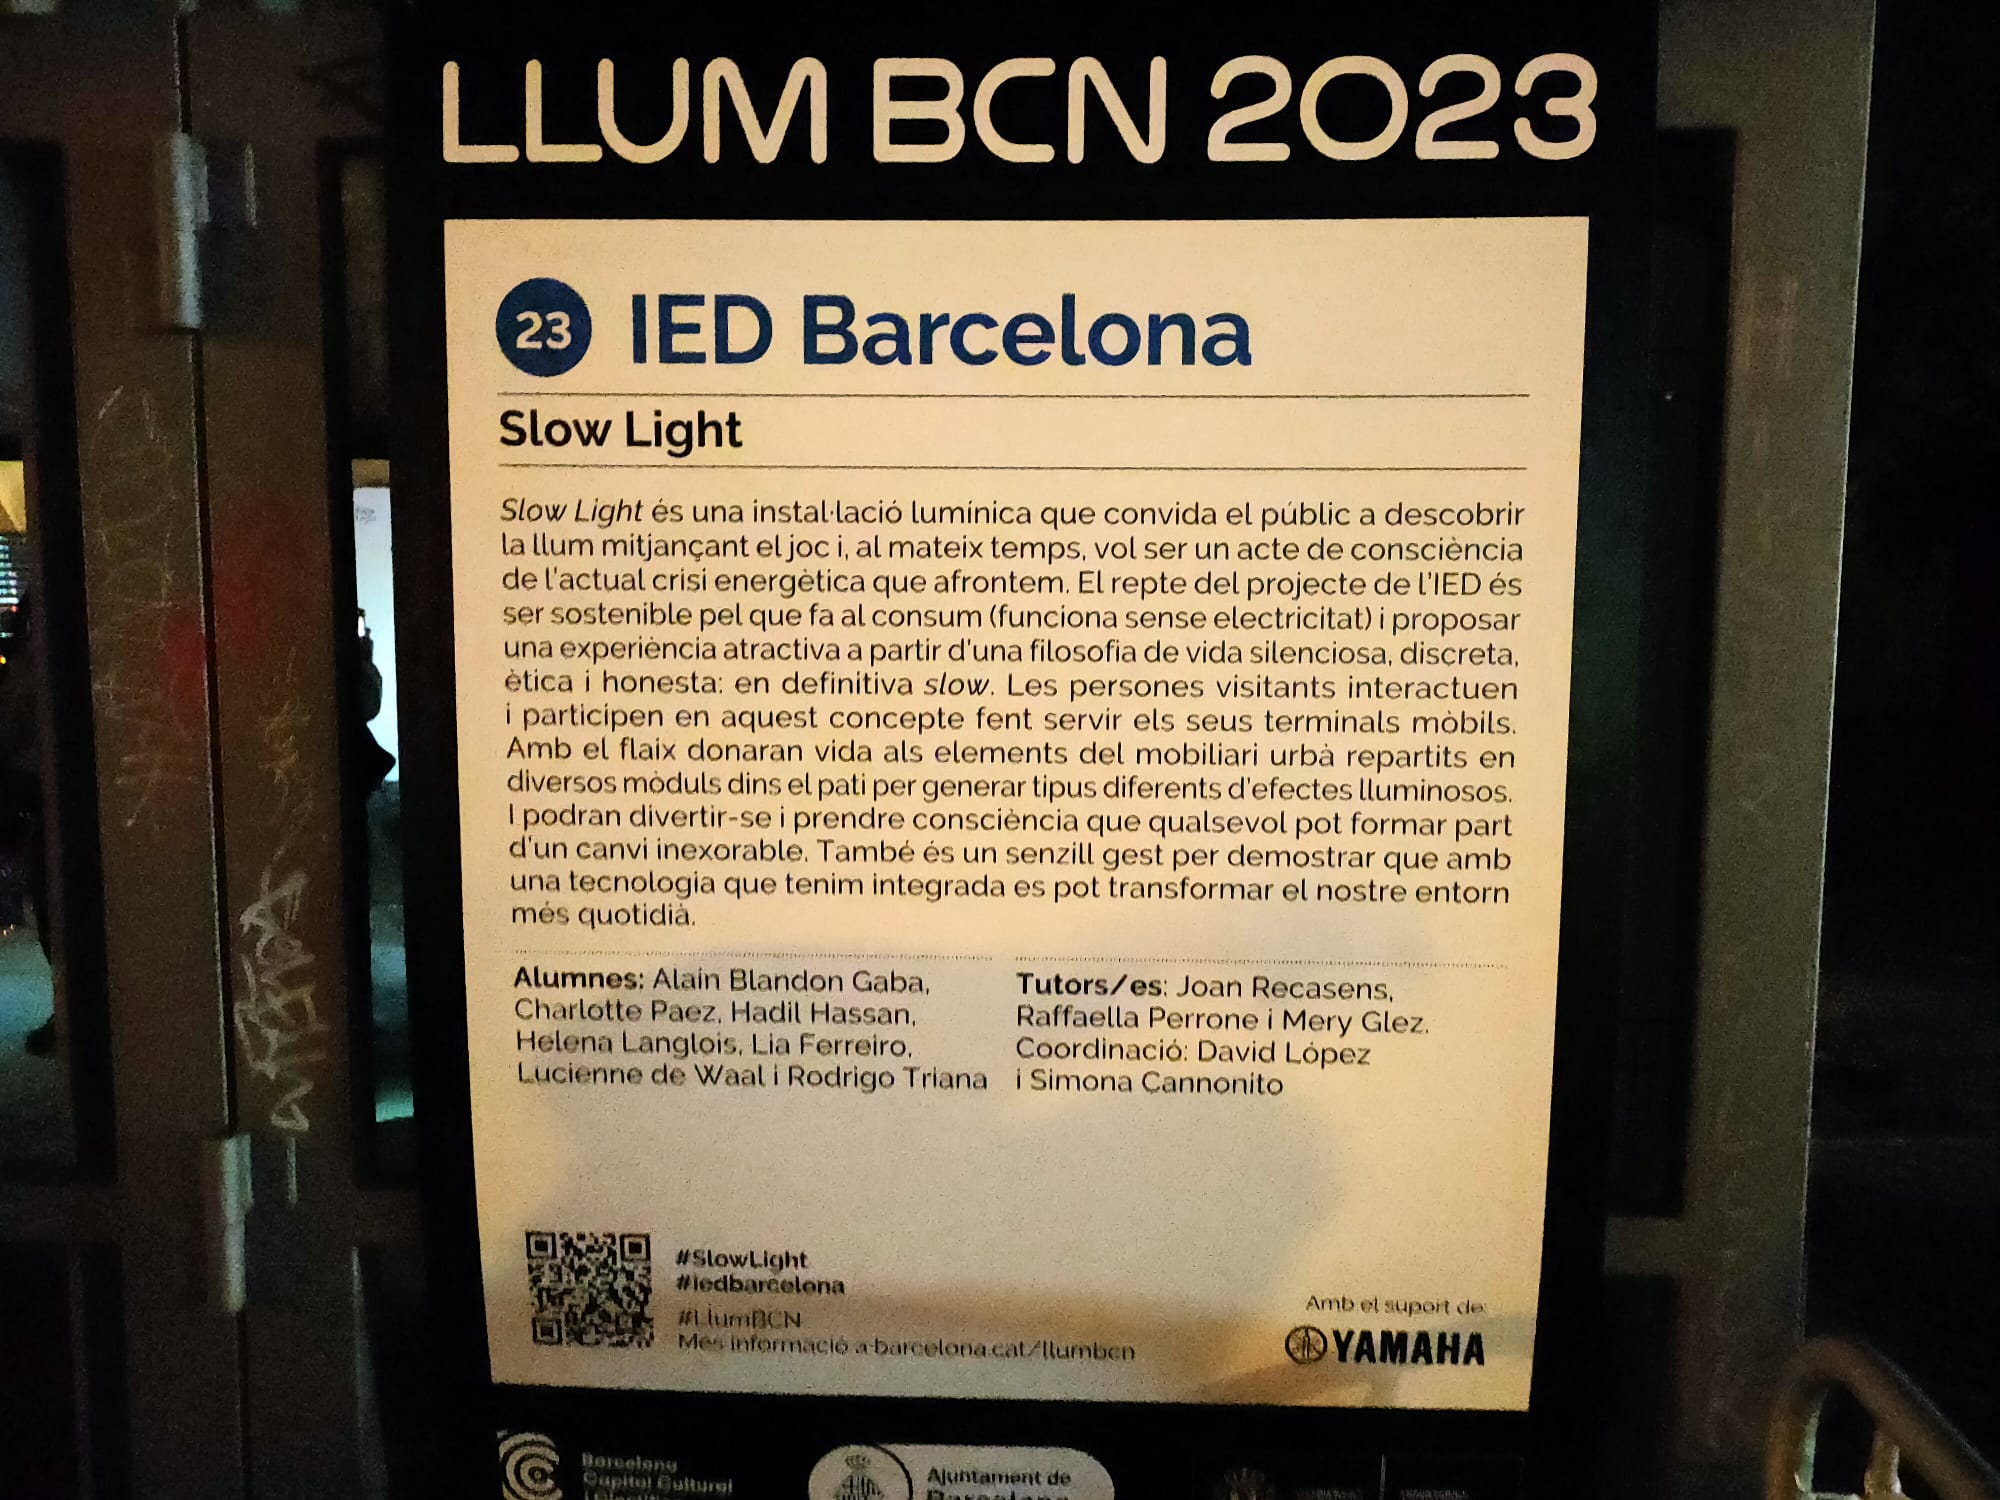 LLUM BCN 2023
23 IED Barcelona
Slow Light
Slow Light és una instal·lació lumínica que convida el públic a descobrir
la llum mitjançant el joc i, al mateix temps, vol ser un acte de consciència
de l'actual crisi energètica que afrontem. El repte del projecte de l'IED és
ser sostenible pel que fa al consum (funciona sense electricitat) i proposar
una experiència atractiva a partir d'una filosofia de vida silenciosa, discreta,
ètica i honesta: en definitiva slow. Les persones visitants interactuen
i participen en aquest concepte fent servir els seus terminals mòbils.
Amb el flaix donaran vida als elements del mobiliari urbà repartits en
diversos mòduls dins el pati per generar tipus diferents d'efectes lluminosos.
I podran divertir-se i prendre consciència que qualsevol pot formar part
d'un canvi inexorable. També és un senzill gest per demostrar que amb
una tecnologia que tenim integrada es pot transformar el nostre entorn
més quotidià.
Alumnes: Alain Blandon Gaba,
Charlotte Paez, Hadil Hassan,
Helena Langlois, Lia Ferreiro,
Lucienne de Waal i Rodrigo Triana
Tutors/es: Joan Recasens,
Raffaella Perrone i Mery Glez.
Coordinació: David López
i Simona Cannonito
#SlowLight
#iedbarcelona
#LlumBCN
Més informació a barcelona.cat/llumbcn
Amb el suport de:
YAMAHA
Barcelona
Capital Cultural
Ajuntament de
Barcelona